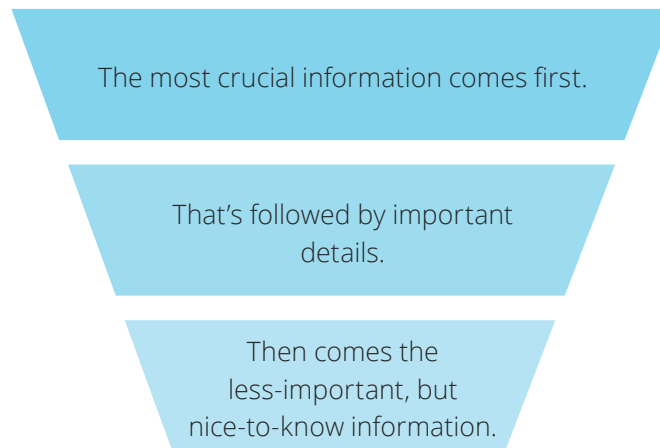 The most crucial information comes first.
That’s followed by important
details.
Then comes the
less-important, but
nice-to-know information.